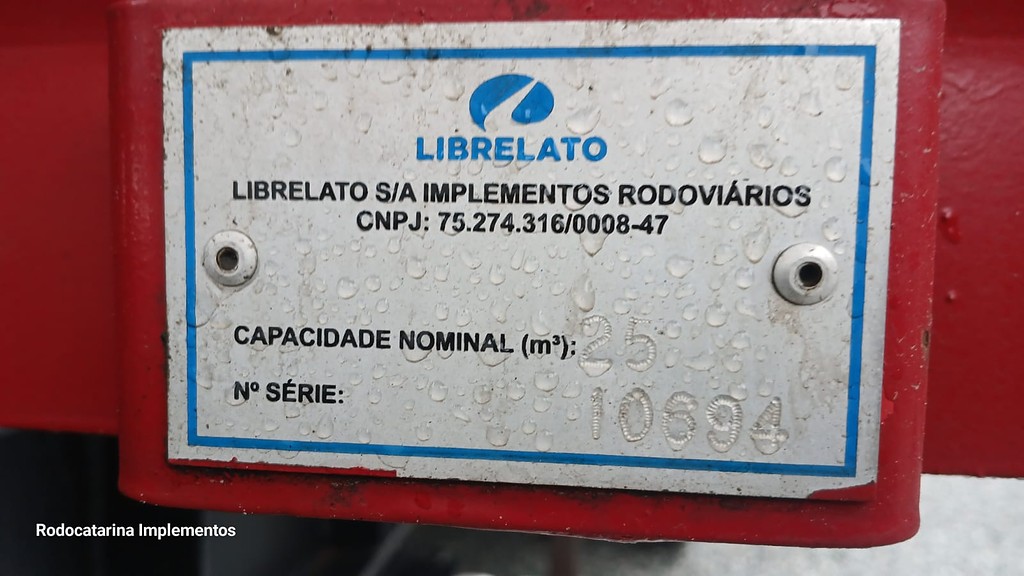 LIBRELATO
LIBRELATO S/A IMPLEMENTOS RODOVIÁRIOS
CNPJ: 75.274.316/0008-47
CAPACIDADE NOMINAL (m³): 25
Nº SÉRIE: 10694
Rodocatarina Implementos